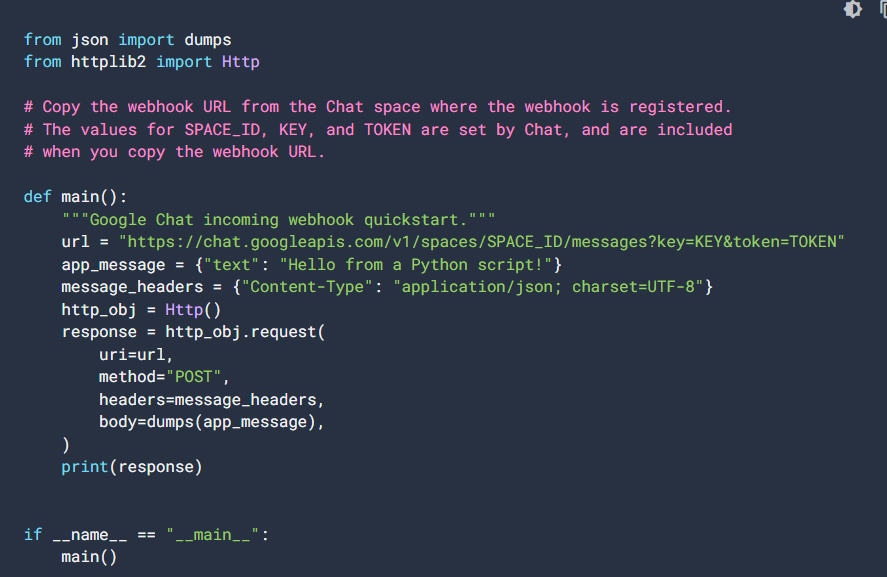 from json import dumps
from httplib2 import Http

# Copy the webhook URL from the Chat space where the webhook is registered.
# The values for SPACE_ID, KEY, and TOKEN are set by Chat, and are included
# when you copy the webhook URL.

def main():
    """Google Chat incoming webhook quickstart."""
    url = "https://chat.googleapis.com/v1/spaces/SPACE_ID/messages?key=KEY&token=TOKEN"
    app_message = {"text": "Hello from a Python script!"}
    message_headers = {"Content-Type": "application/json; charset=UTF-8"}
    http_obj = Http()
    response = http_obj.request(
        uri=url,
        method="POST",
        headers=message_headers,
        body=dumps(app_message),
    )
    print(response)


if __name__ == "__main__":
    main()